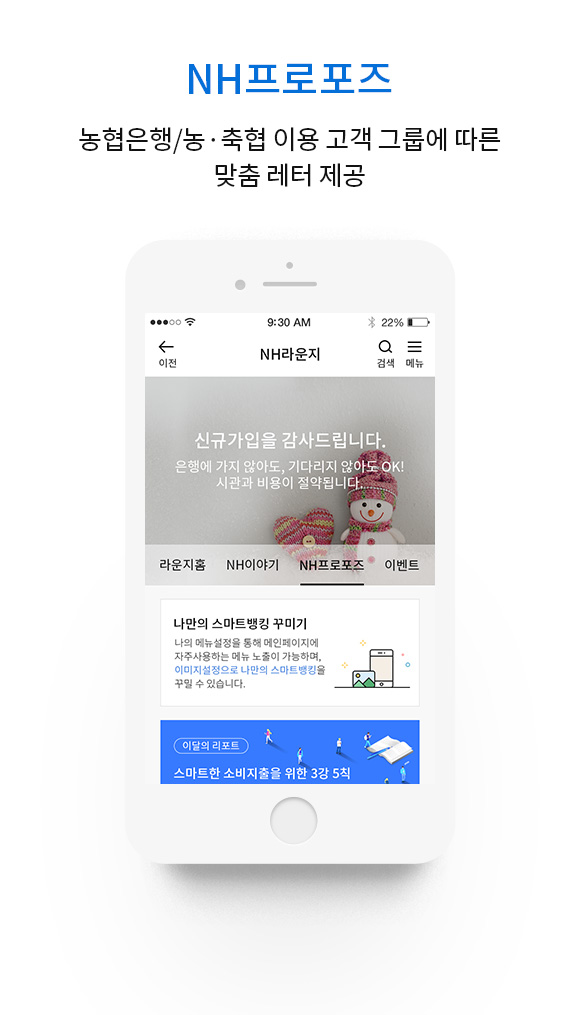 NH프로포즈
농협은행/농·축협 이용 고객 그룹에 따른
맞춤 레터 제공
9:30 AM
22%
이전
NH라운지
검색
메뉴
신규가입을 감사드립니다.
은행에 가지 않아도, 기다리지 않아도 OK!
시관과 비용이 절약됩니다.
라운지홈
NH이야기
NH프로포즈
이벤트
나만의 스마트뱅킹 꾸미기
나의 메뉴설정을 통해 메인페이지에
자주사용하는 메뉴 노출이 가능하며,
이미지설정으로 나만의 스마트뱅킹을
꾸밀 수 있습니다.
이달의 리포트
스마트한 소비지출을 위한 3강 5칙